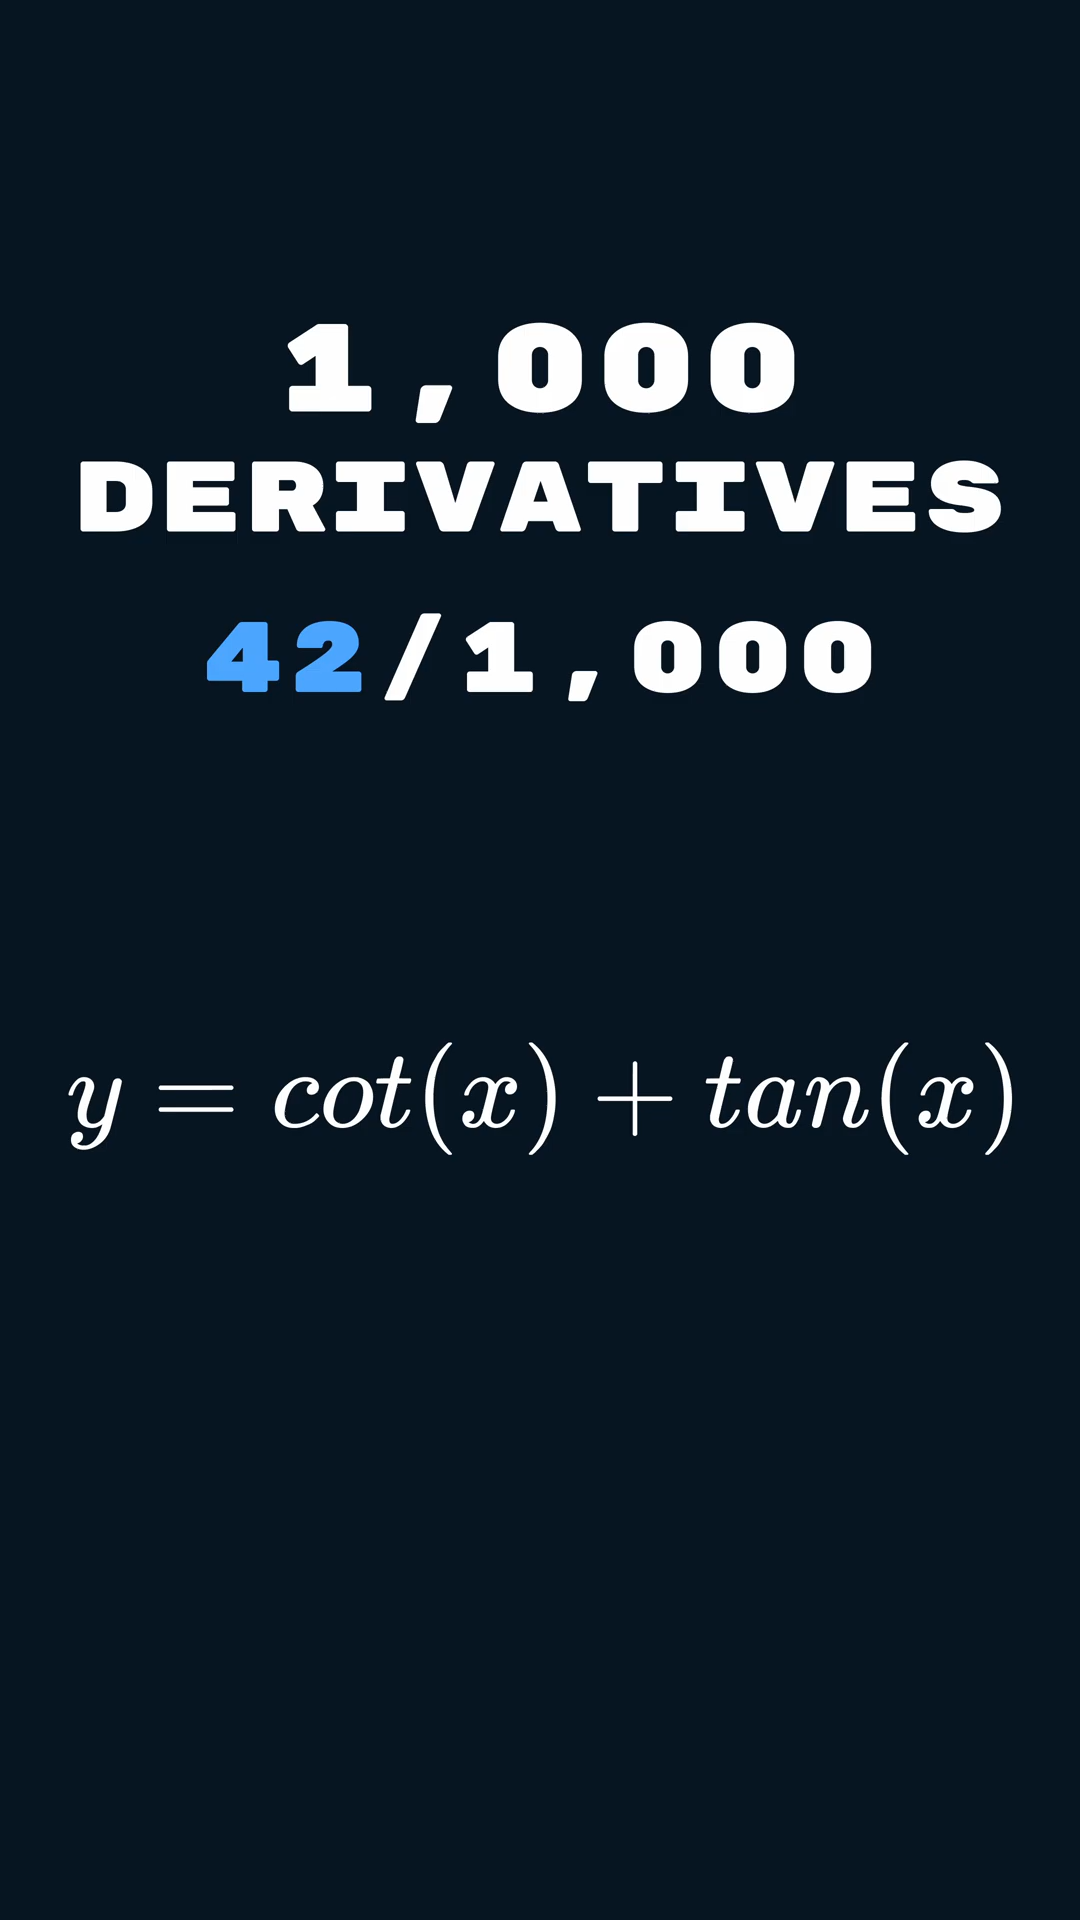 1,000
DERIVATIVES
42/1,000
y = cot(x) + tan(x)